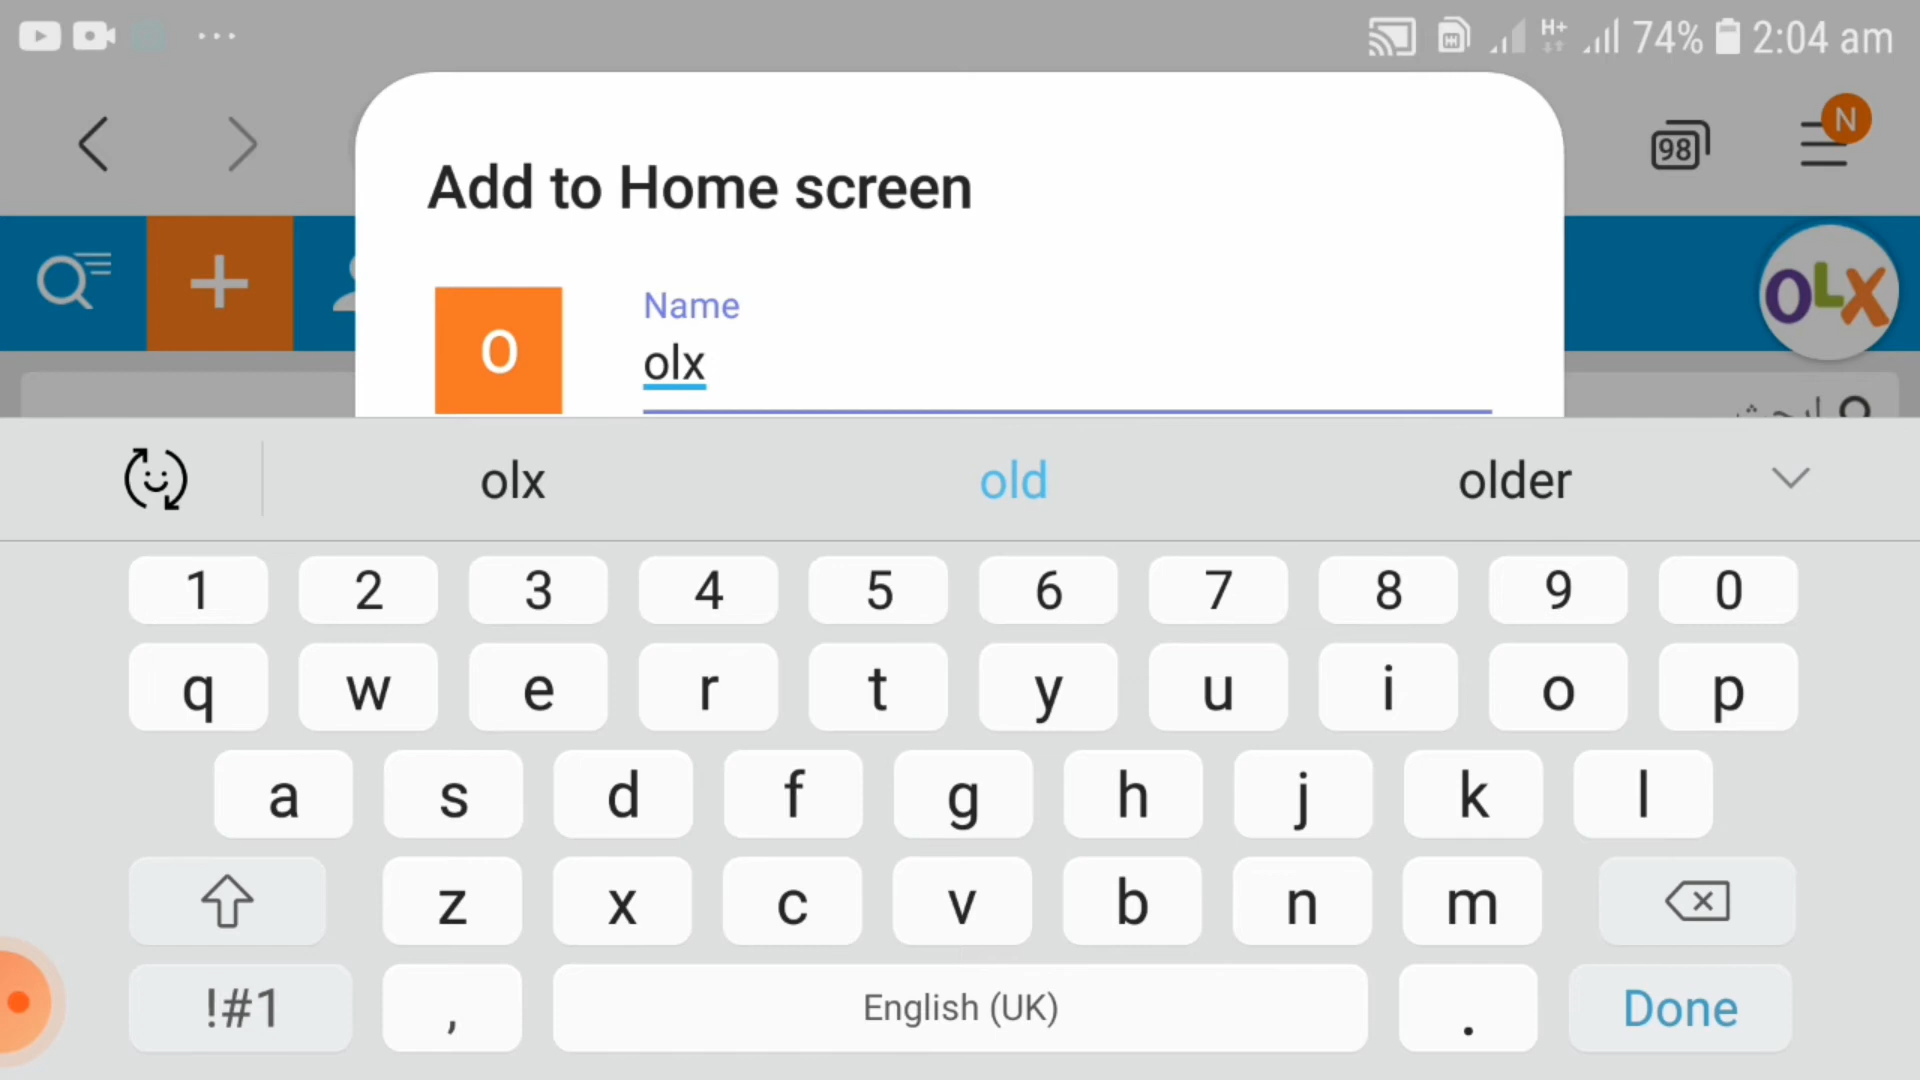 H+ 74% 2:04 am
98 N
Add to Home screen
OLX
Name
O
olx
olx old older
1 2 3 4 5 6 7 8 9 0
q w e r t y u i o p
a s d f g h j k l
z x c v b n m
!#1 , English (UK) . Done